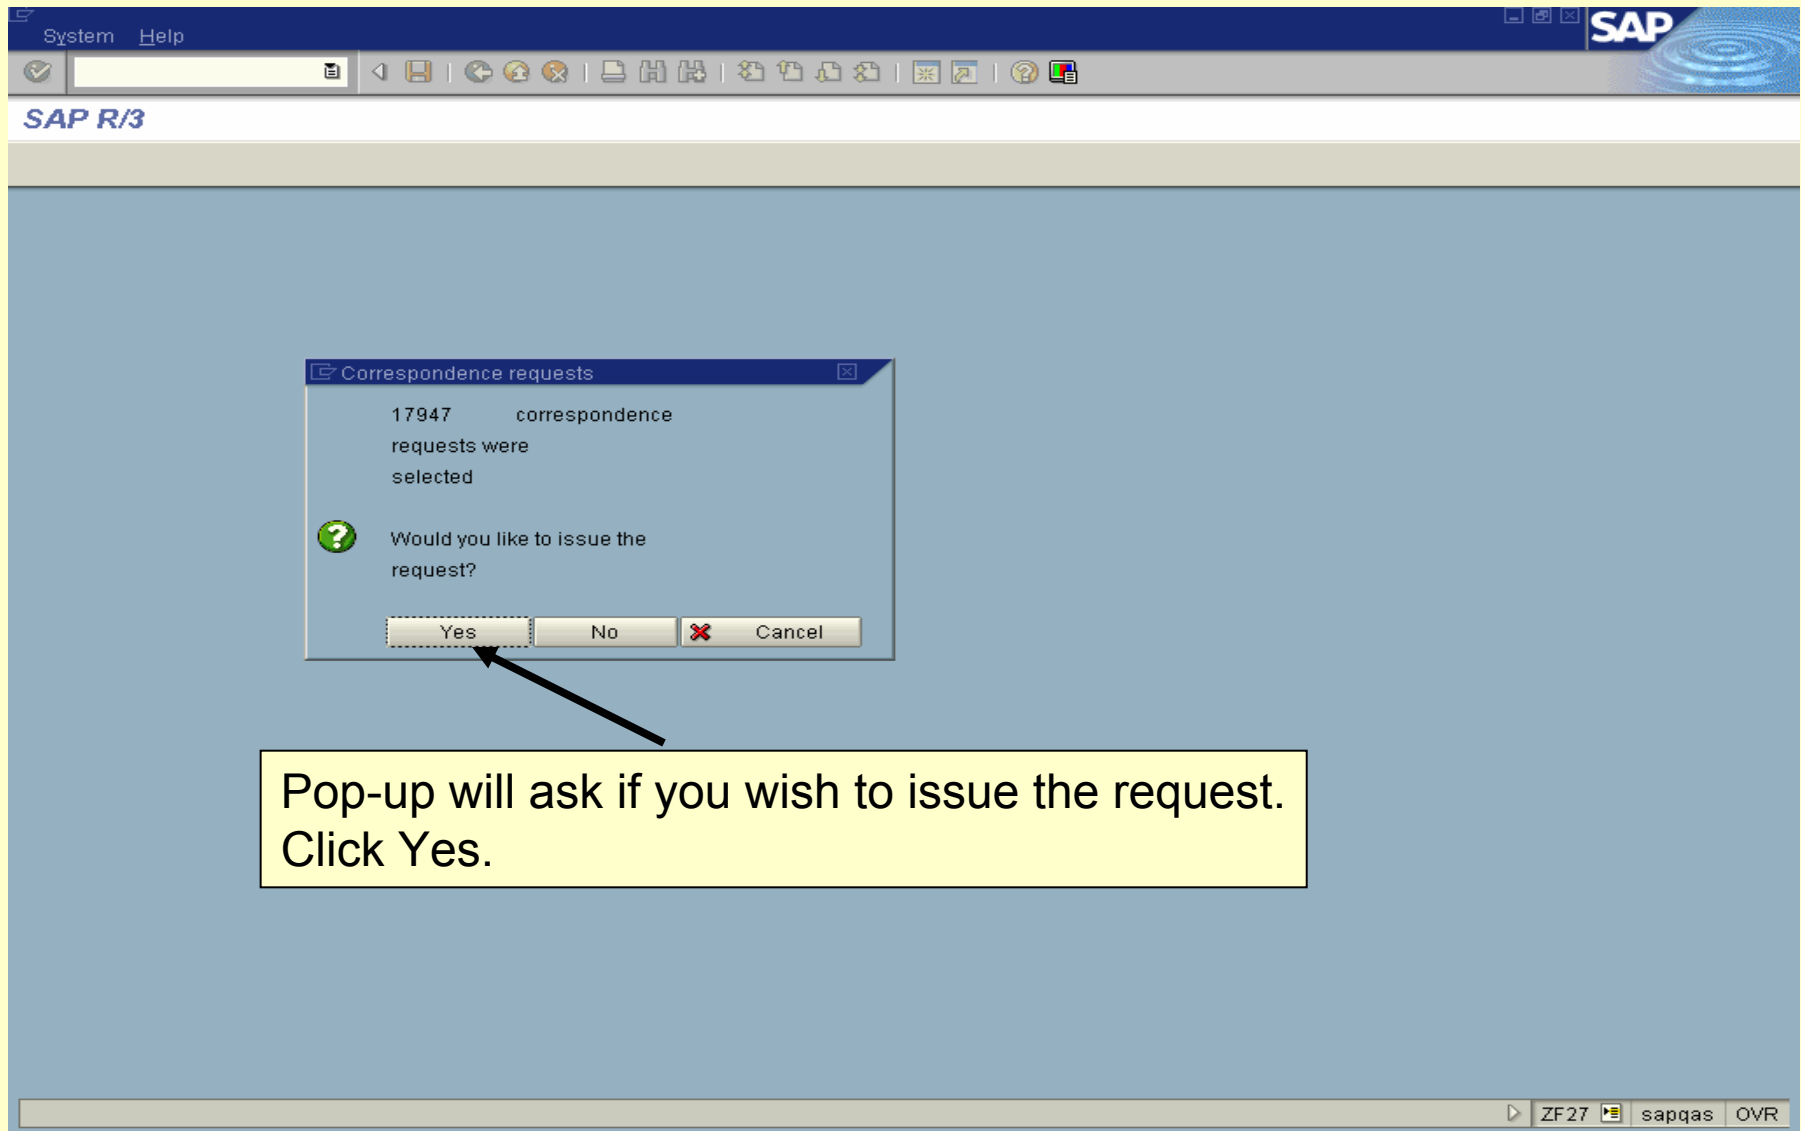 System Help
SAP
SAP R/3
Correspondence requests
17947 correspondence
requests were
selected
Would you like to issue the
request?
Yes No Cancel
Pop-up will ask if you wish to issue the request.
Click Yes.
ZF27 sapqas OVR